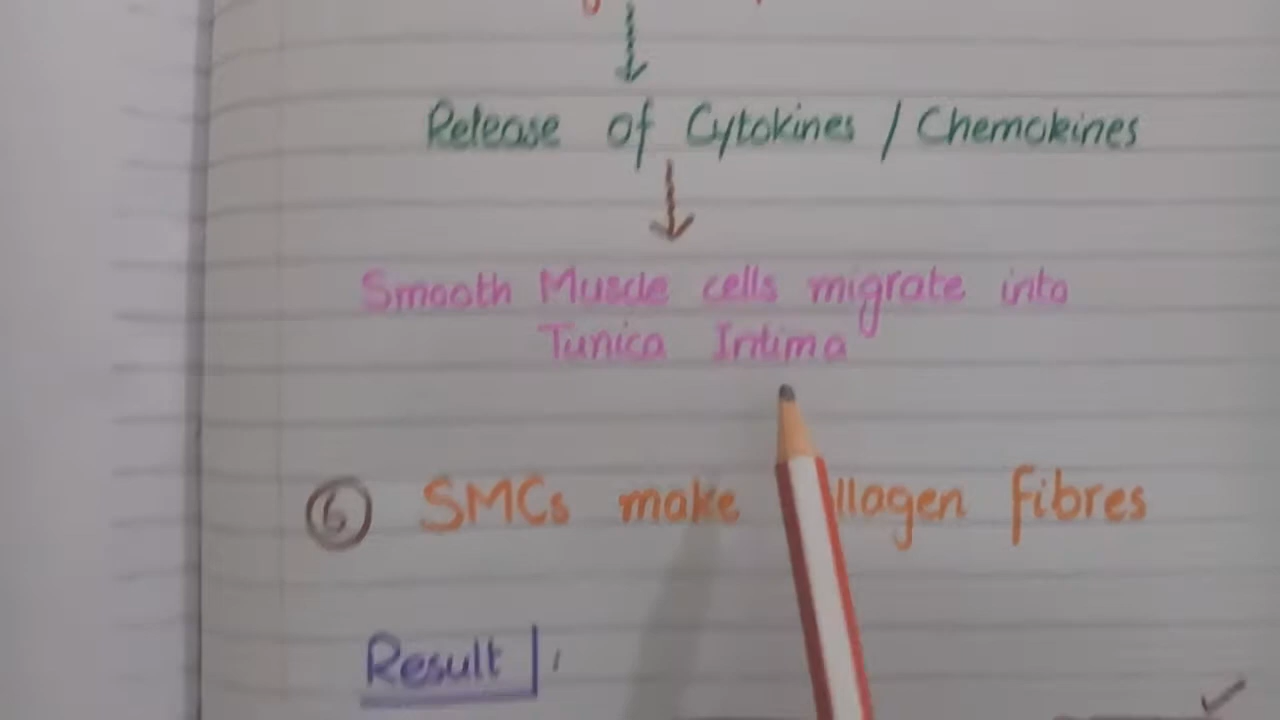 Release of Cytokines / Chemokines
Smooth Muscle cells migrate into
Tunica Intima
6 SMCs make fibres
Result